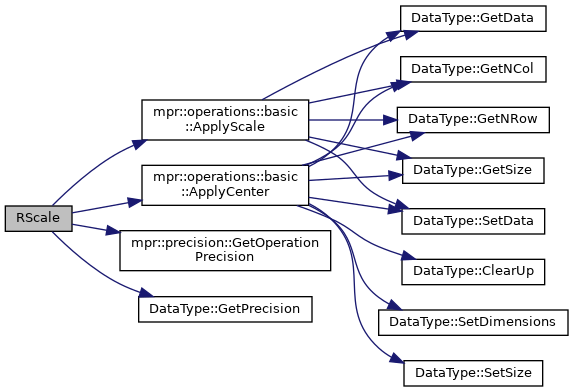 RScale
mpr::operations::basic
::ApplyScale
mpr::operations::basic
::ApplyCenter
mpr::precision::GetOperation
Precision
DataType::GetPrecision
DataType::GetData
DataType::GetNCol
DataType::GetNRow
DataType::GetSize
DataType::SetData
DataType::ClearUp
DataType::SetDimensions
DataType::SetSize